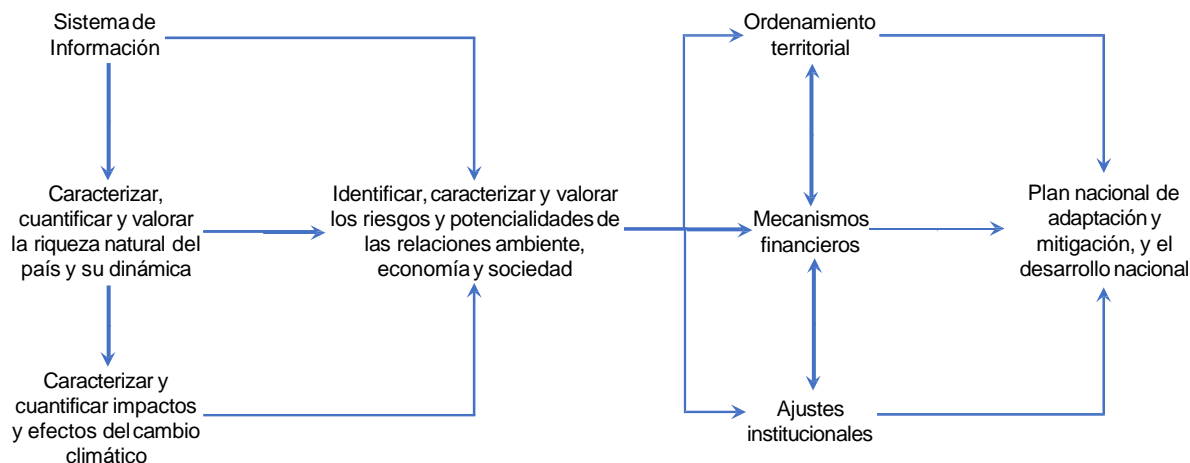 Sistema de
Información
Caracterizar,
cuantificar y valorar
la riqueza natural del
país y su dinámica
Caracterizar y
cuantificar impactos
y efectos del cambio
climático
Identificar, caracterizar y valorar
los riesgos y potencialidades de
las relaciones ambiente,
economía y sociedad
Ordenamiento
territorial
Mecanismos
financieros
Ajustes
institucionales
Plan nacional de
adaptación y
mitigación, y el
desarrollo nacional